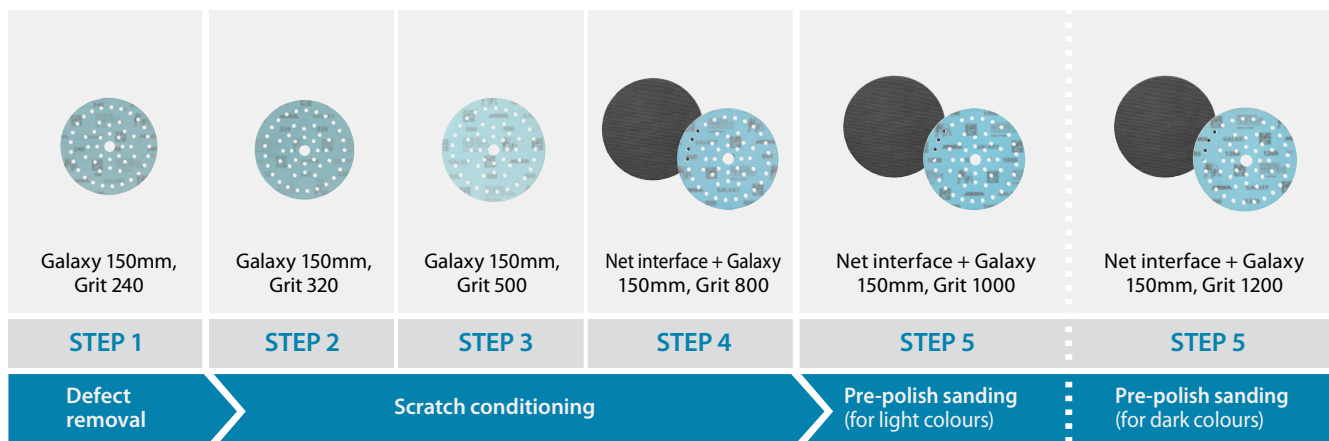 Galaxy 150mm,
Grit 240
Galaxy 150mm,
Grit 320
Galaxy 150mm,
Grit 500
Net interface + Galaxy
150mm, Grit 800
Net interface + Galaxy
150mm, Grit 1000
Net interface + Galaxy
150mm, Grit 1200
STEP 1
STEP 2
STEP 3
STEP 4
STEP 5
STEP 5
Defect
removal
Scratch conditioning
Pre-polish sanding
(for light colours)
Pre-polish sanding
(for dark colours)